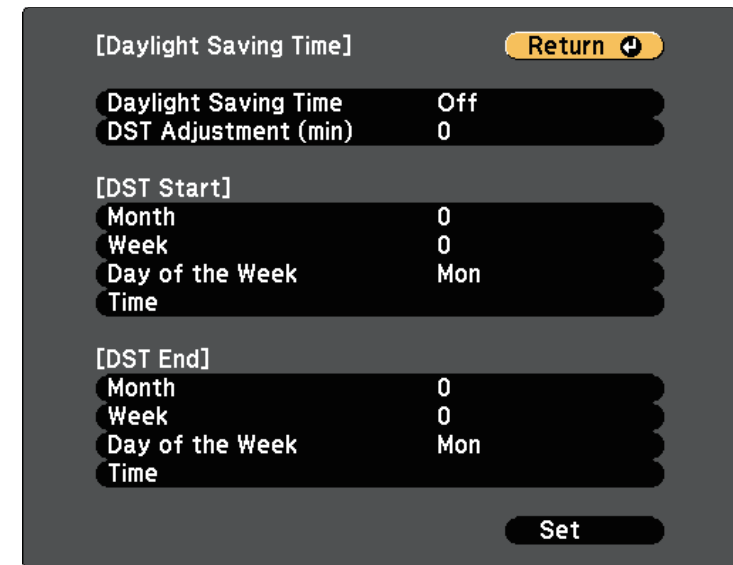 [Daylight Saving Time] Return
Daylight Saving Time Off
DST Adjustment (min) 0
[DST Start]
Month 0
Week 0
Day of the Week Mon
Time
[DST End]
Month 0
Week 0
Day of the Week Mon
Time
Set